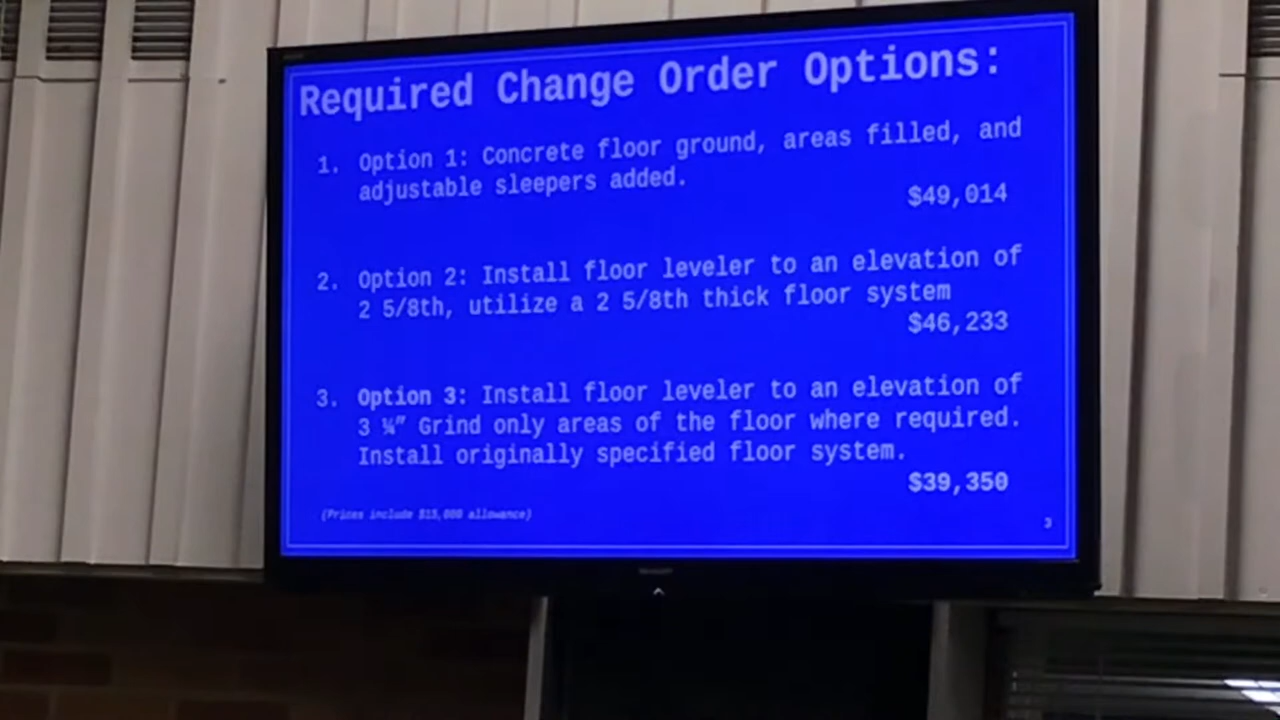 Required Change Order Options:
1. Option 1: Concrete floor ground, areas filled, and
adjustable sleepers added.
$49,014
2. Option 2: Install floor leveler to an elevation of
2 5/8th, utilize a 2 5/8th thick floor system
$46,233
3. Option 3: Install floor leveler to an elevation of
3 ¼″ Grind only areas of the floor where required.
Install originally specified floor system.
$39,350
(Prices include $15,000 allowance)
3